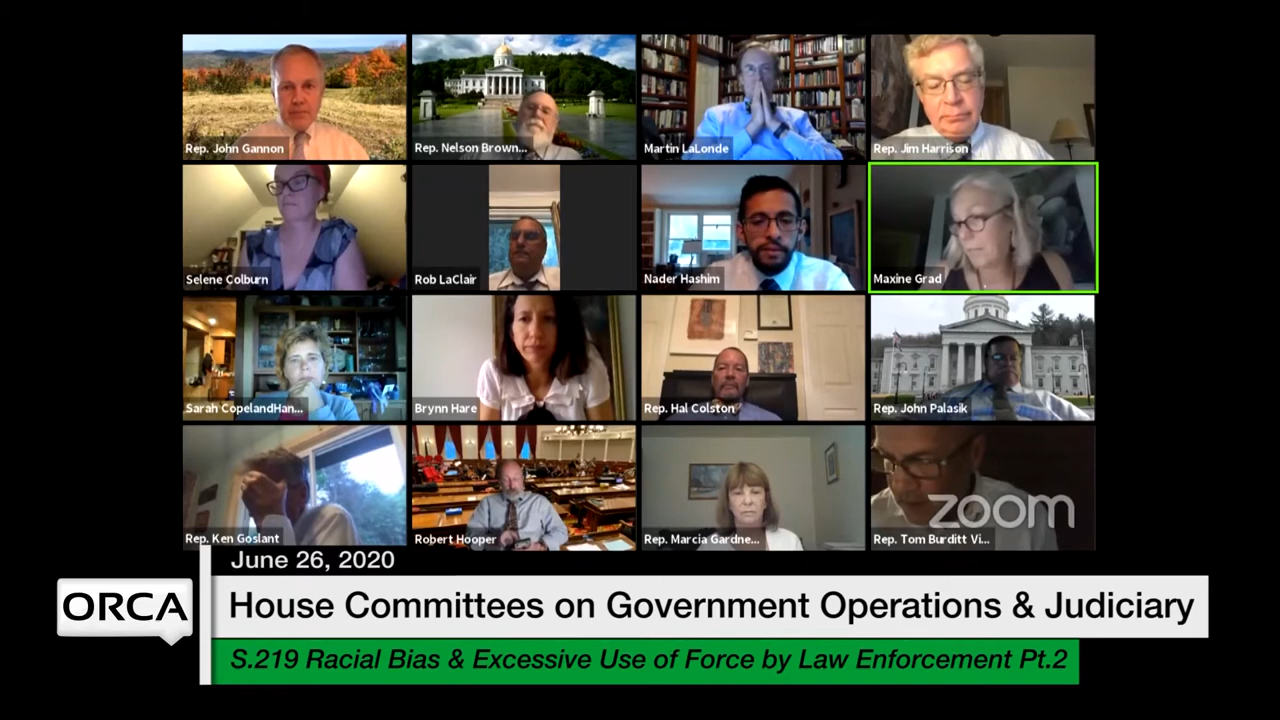 Rep. John Gannon
Rep. Nelson Brown...
Martin LaLonde
Rep. Jim Harrison
Selene Colburn
Rob LaClair
Nader Hashim
Maxine Grad
Sarah CopelandHan...
Brynn Hare
Rep. Hal Colston
Rep. John Palasik
Rep. Ken Goslant
Robert Hooper
Rep. Marcia Gardne...
Rep. Tom Burditt Vi...
zoom
June 26, 2020
ORCA
House Committees on Government Operations & Judiciary
S.219 Racial Bias & Excessive Use of Force by Law Enforcement Pt.2